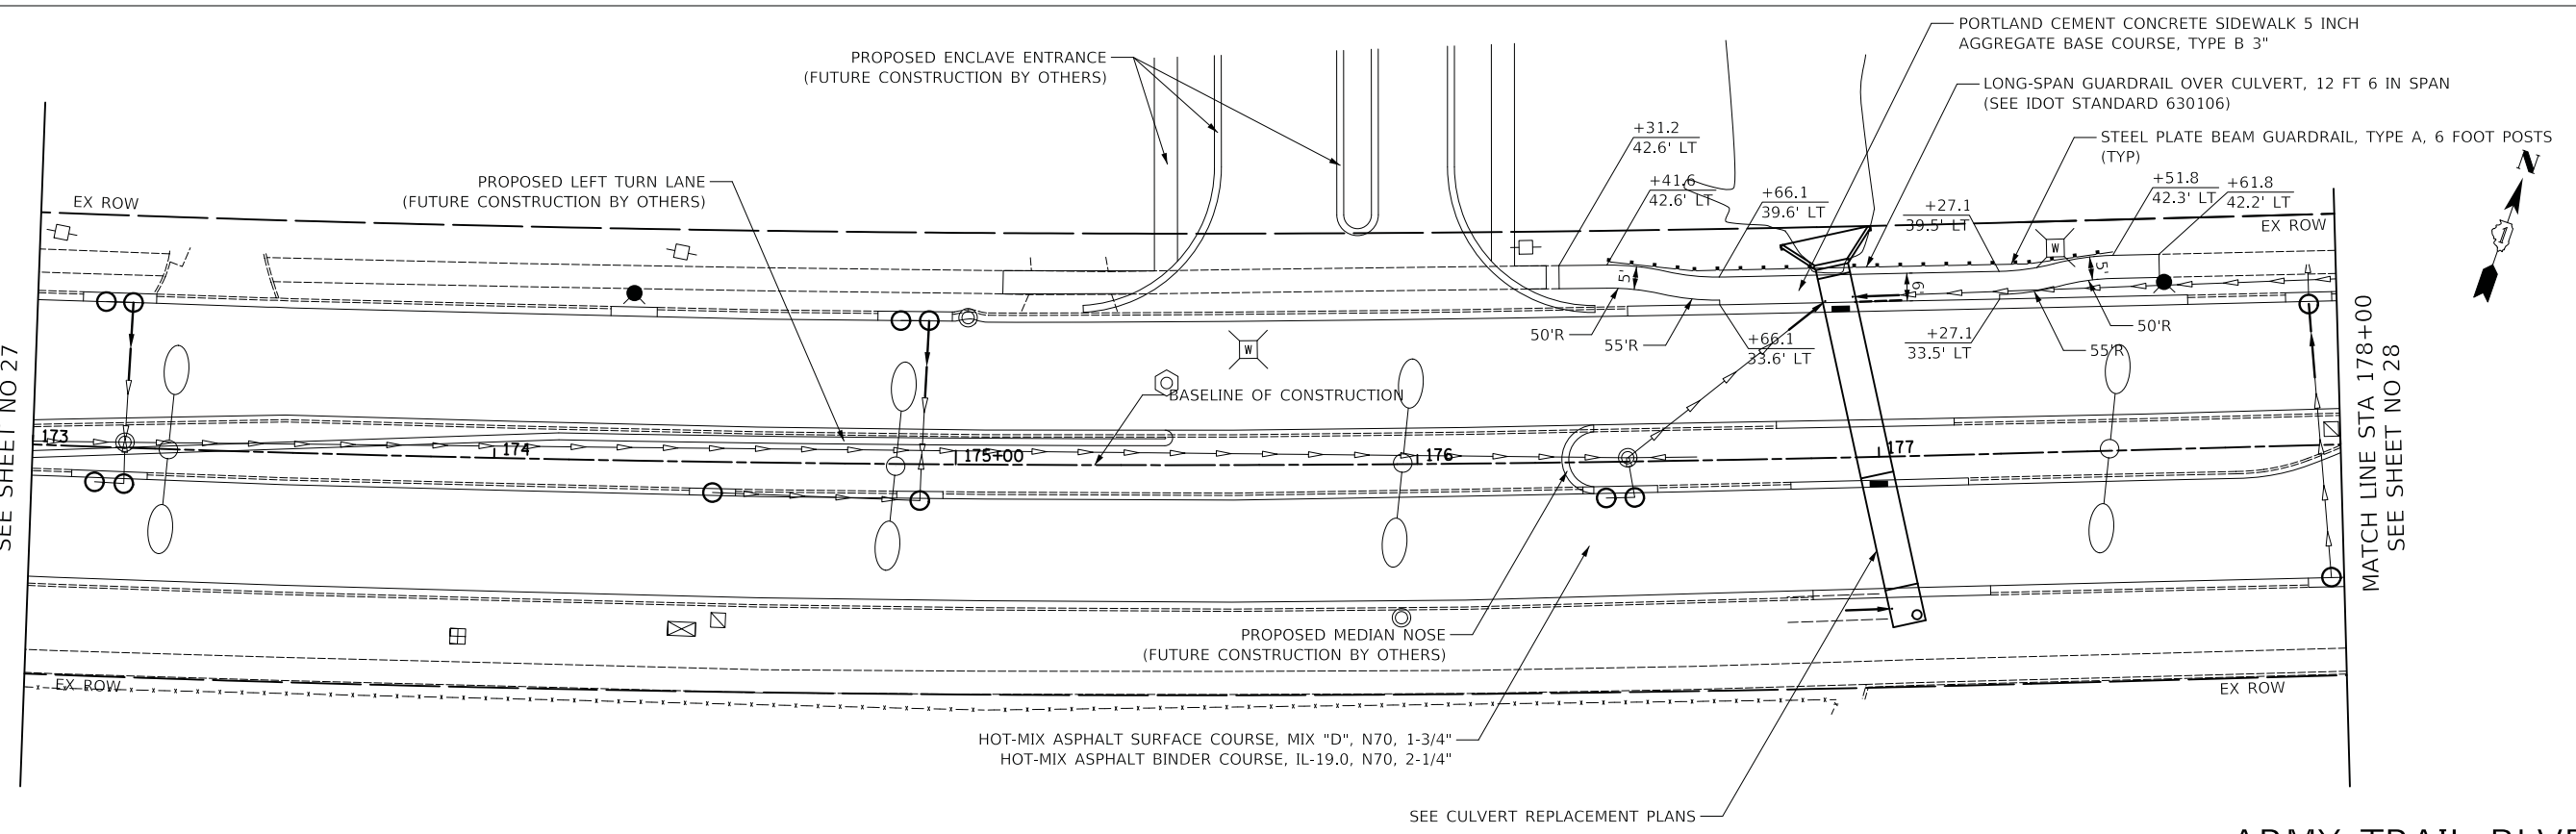 PORTLAND CEMENT CONCRETE SIDEWALK 5 INCH
AGGREGATE BASE COURSE, TYPE B 3"
PROPOSED ENCLAVE ENTRANCE
(FUTURE CONSTRUCTION BY OTHERS)
LONG-SPAN GUARDRAIL OVER CULVERT, 12 FT 6 IN SPAN
(SEE IDOT STANDARD 630106)
+31.2
42.6' LT
STEEL PLATE BEAM GUARDRAIL, TYPE A, 6 FOOT POSTS
(TYP)
N
PROPOSED LEFT TURN LANE
(FUTURE CONSTRUCTION BY OTHERS)
+41.6
42.6' LT
+66.1
39.6' LT
+27.1
39.5' LT
+51.8
42.3' LT
+61.8
42.2' LT
EX ROW
EX ROW
W
5'
6'
5'
50'R
55'R
+66.1
33.6' LT
+27.1
33.5' LT
55'R
50'R
W
BASELINE OF CONSTRUCTION
SEE SHEET NO 27
MATCH LINE STA 178+00
SEE SHEET NO 28
173
174
175+00
176
177
PROPOSED MEDIAN NOSE
(FUTURE CONSTRUCTION BY OTHERS)
EX ROW
EX ROW
HOT-MIX ASPHALT SURFACE COURSE, MIX "D", N70, 1-3/4"
HOT-MIX ASPHALT BINDER COURSE, IL-19.0, N70, 2-1/4"
SEE CULVERT REPLACEMENT PLANS
ARMY TRAIL BLVD